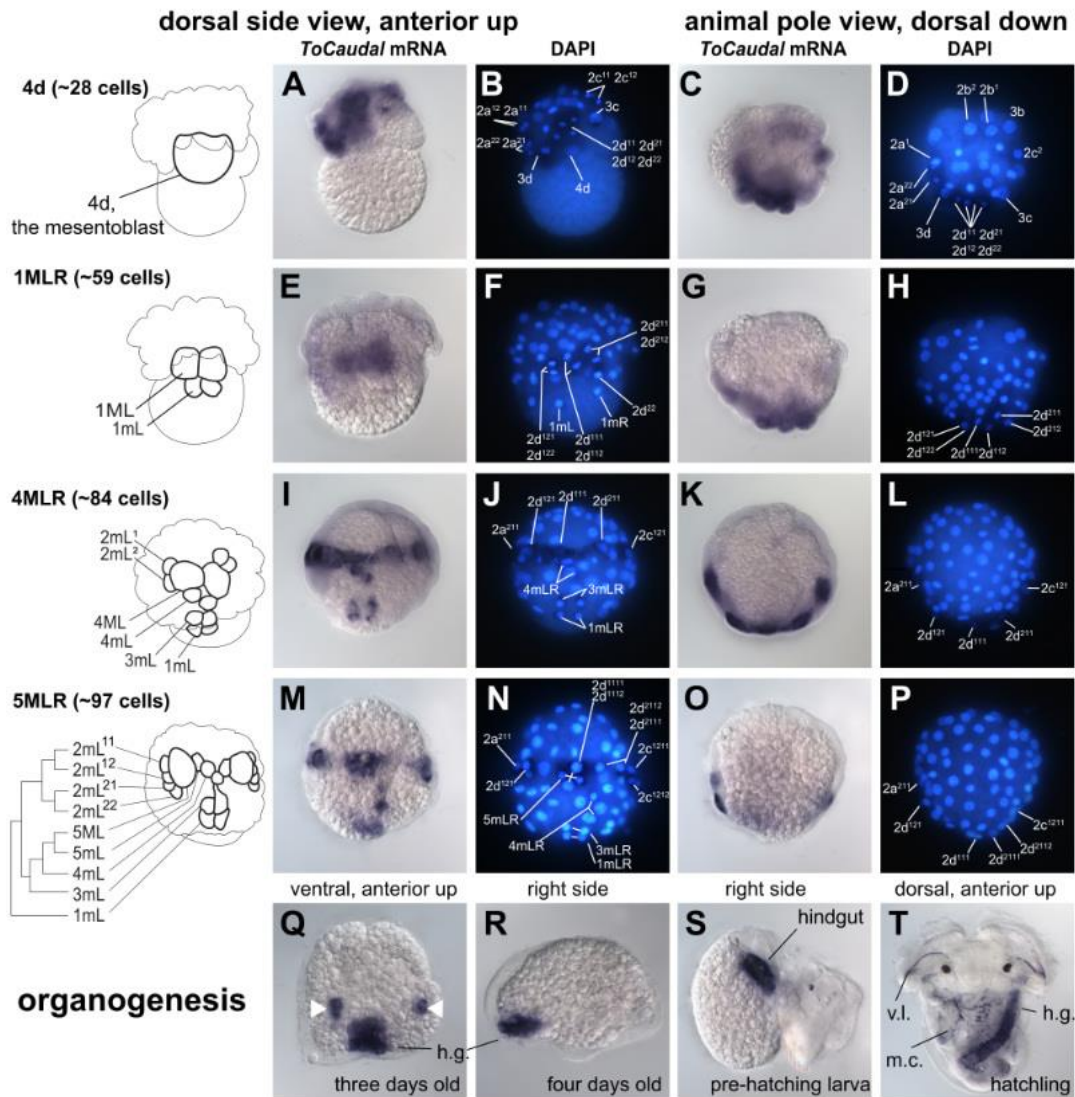 dorsal side view, anterior up
animal pole view, dorsal down
ToCaudal mRNA
DAPI
ToCaudal mRNA
DAPI
4d (~28 cells)
4d,
the mesentoblast
A
B
2c¹¹ 2c¹²
2a¹² 2a¹¹
3c
2a²² 2a²¹
2d¹¹ 2d²¹
2d¹² 2d²²
3d
4d
C
D
2b² 2b¹
3b
2a¹
2c²
2a²²
2a²¹
3d
3c
2d¹¹ 2d²¹
2d¹² 2d²²
1MLR (~59 cells)
1ML
1mL
E
F
2d²¹¹
2d²¹²
2d²²
1mL
1mR
2d¹²¹ 2d¹¹¹
2d¹²² 2d¹¹²
G
H
2d²¹¹
2d¹²¹
2d²¹²
2d¹²²
2d¹¹¹ 2d¹¹²
4MLR (~84 cells)
2mL¹
2mL²
4ML
4mL
3mL
1mL
I
J
2d¹²¹ 2d¹¹¹ 2d²¹¹
2a²¹¹
2c¹²¹
4mLR
3mLR
1mLR
K
L
2a²¹¹
2c¹²¹
2d¹²¹
2d¹¹¹
2d²¹¹
5MLR (~97 cells)
2mL¹¹
2mL¹²
2mL²¹
2mL²²
5ML
5mL
4mL
3mL
1mL
M
N
2d¹¹¹¹
2d¹¹¹²
2d²¹¹²
2d²¹¹¹
2a²¹¹
2c¹²¹¹
2d¹²¹
2c¹²¹²
5mLR
4mLR
3mLR
1mLR
O
P
2a²¹¹
2c¹²¹¹
2d¹²¹
2d²¹¹²
2d¹¹¹ 2d²¹¹¹
ventral, anterior up
right side
right side
dorsal, anterior up
organogenesis
Q
h.g.
three days old
R
four days old
S
hindgut
pre-hatching larva
T
v.l.
h.g.
m.c.
hatchling